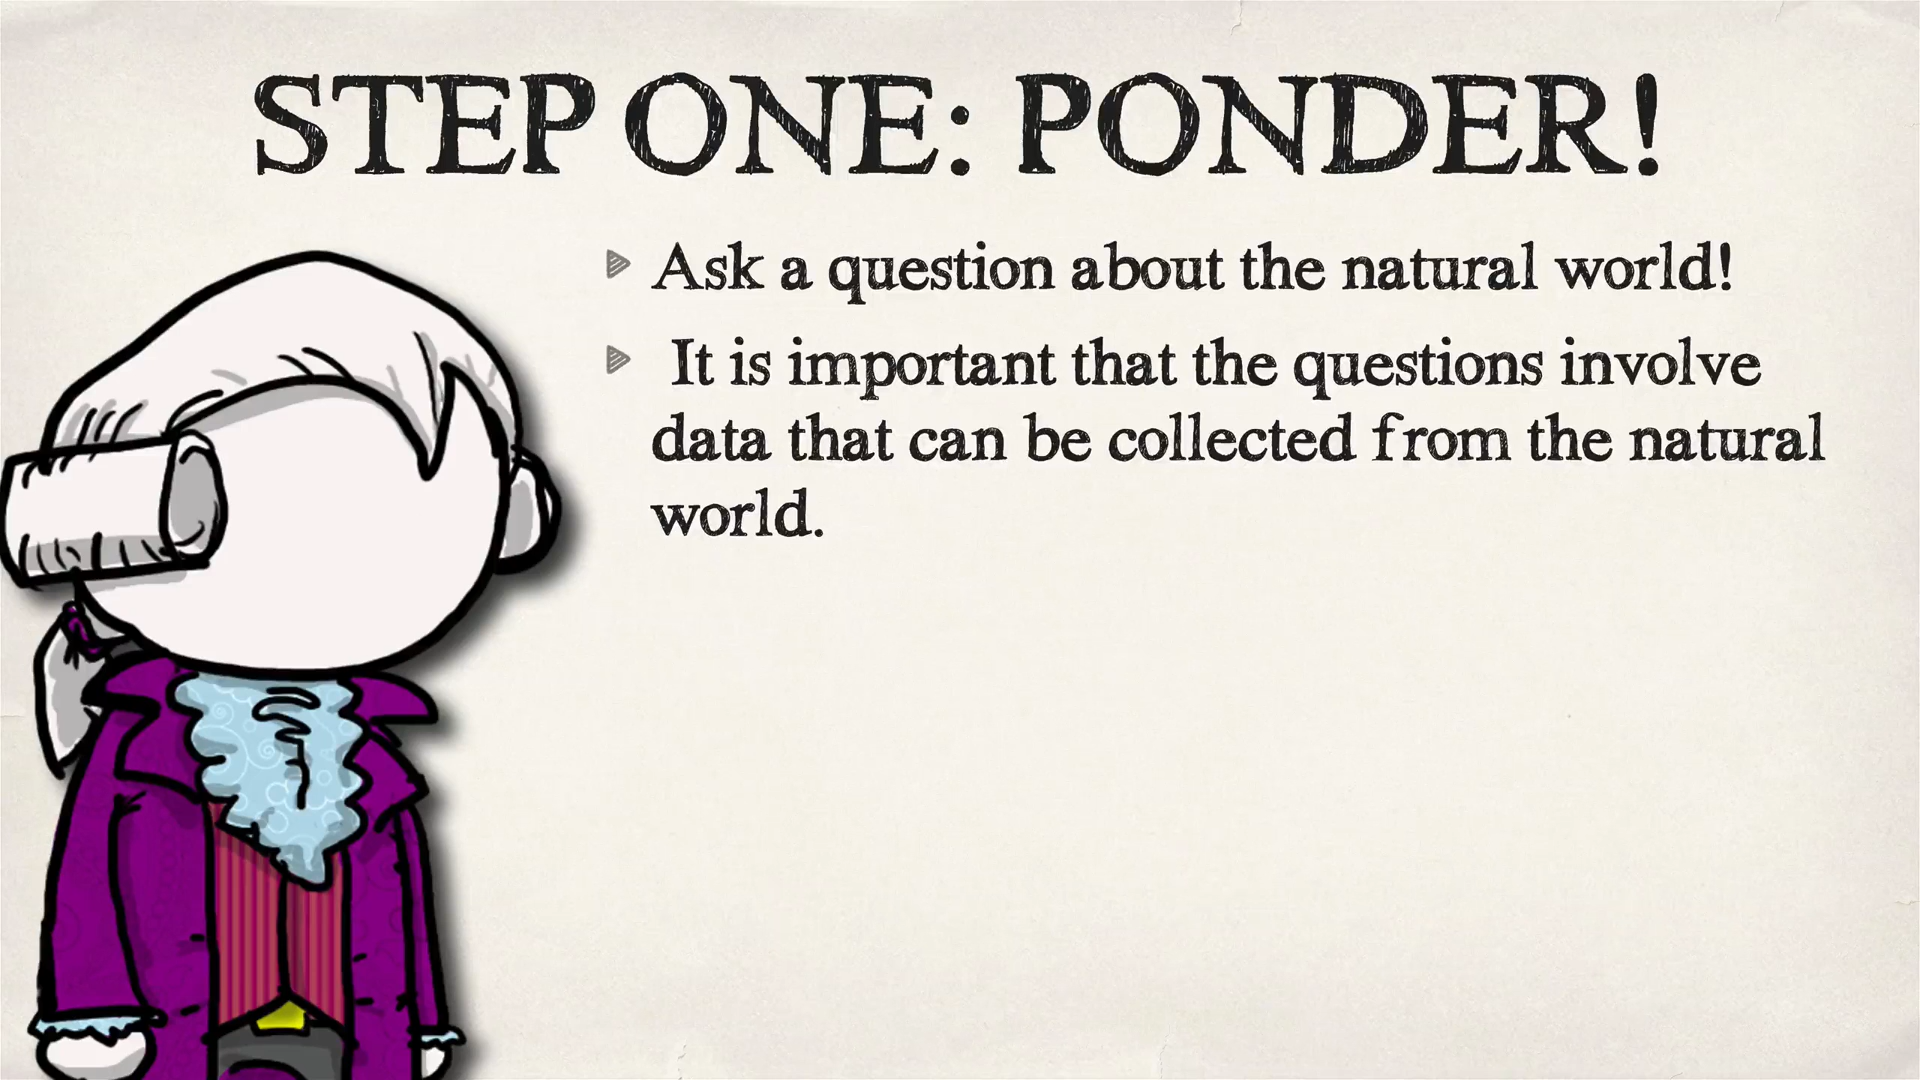 STEP ONE: PONDER!
Ask a question about the natural world!
It is important that the questions involve
data that can be collected from the natural
world.